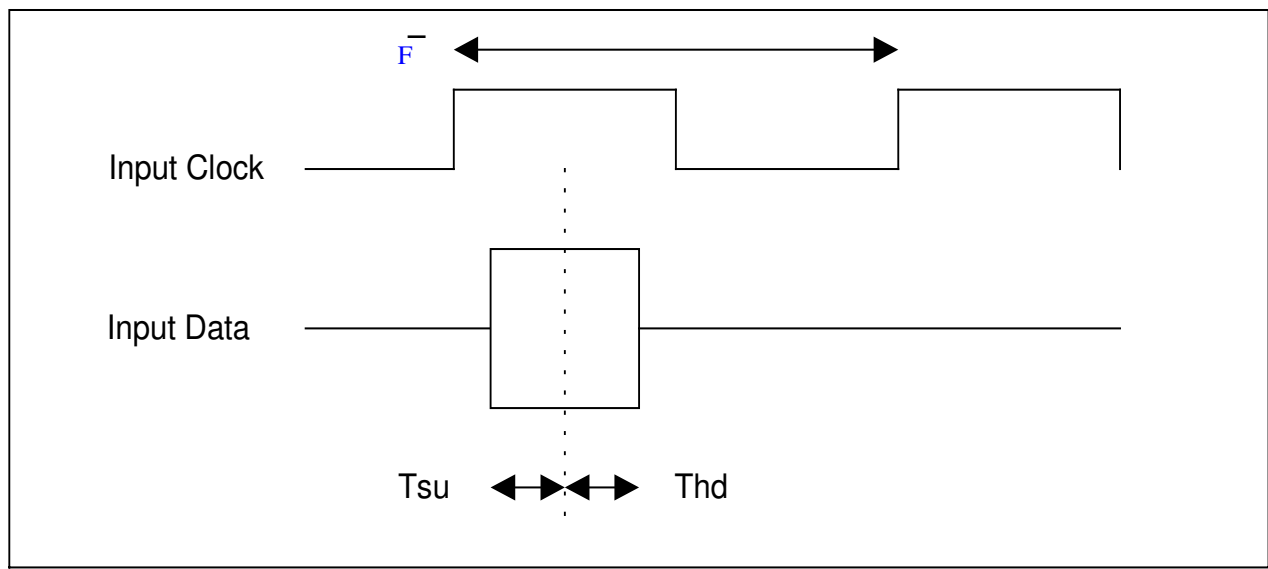 F̅
Input Clock
Input Data
Tsu
Thd